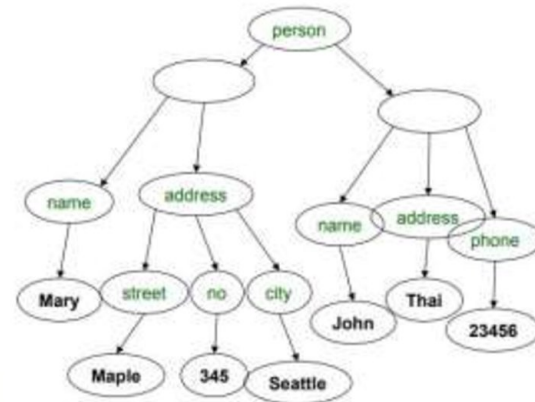 person
name
address
name
address
phone
Mary
street
no
city
John
Thai
23456
Maple
345
Seattle